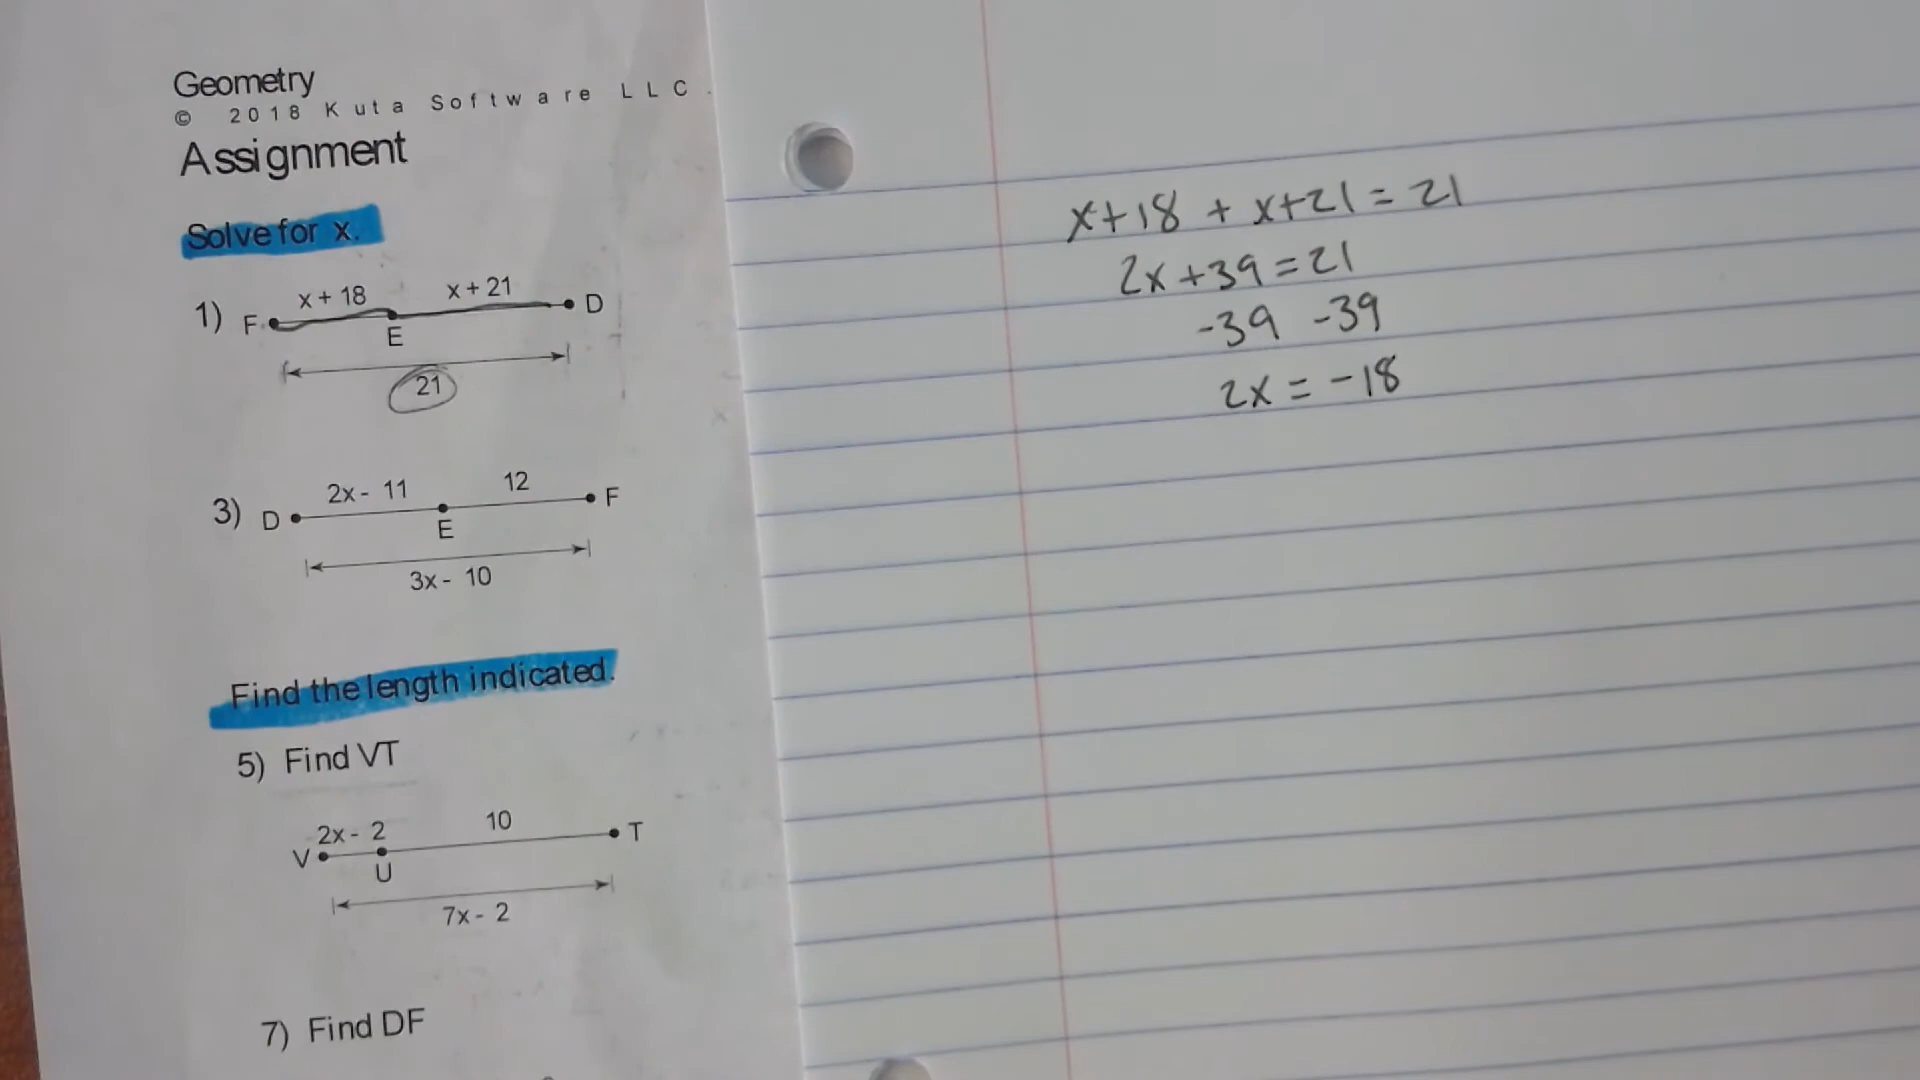 Geometry
© 2018 Kuta Software LLC.
Assignment
Solve for x.
1) F x + 18 E x + 21 D
21
3) D 2x - 11 E 12 F
3x - 10
Find the length indicated.
5) Find VT
V 2x - 2 U 10 T
7x - 2
7) Find DF
x+18 + x+21 = 21
2x+39 = 21
-39 -39
2x = -18